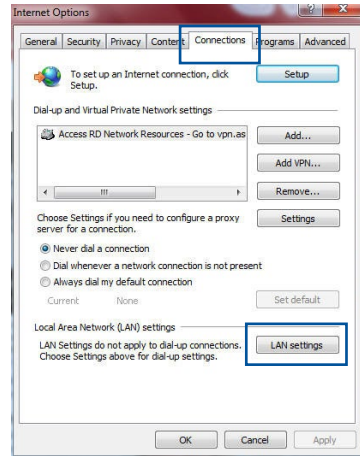 Internet Options
General Security Privacy Content Connections Programs Advanced
To set up an Internet connection, click Setup.
Setup
Dial-up and Virtual Private Network settings
Access RD Network Resources - Go to vpn.as
Add...
Add VPN...
Remove...
Choose Settings if you need to configure a proxy
server for a connection.
Settings
Never dial a connection
Dial whenever a network connection is not present
Always dial my default connection
Current None
Set default
Local Area Network (LAN) settings
LAN Settings do not apply to dial-up connections.
Choose Settings above for dial-up settings.
LAN settings
OK Cancel Apply